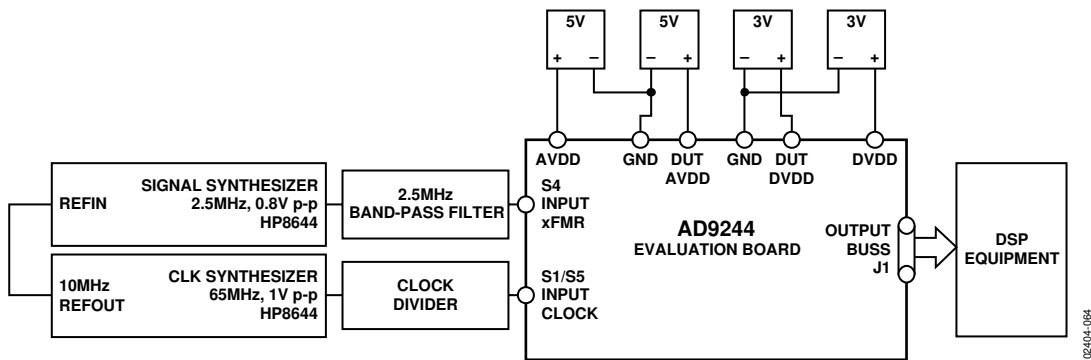 5V
5V
3V
3V
+ −
− +
− +
− +
AVDD
GND
DUT
AVDD
GND
DUT
DVDD
DVDD
REFIN
SIGNAL SYNTHESIZER
2.5MHz, 0.8V p-p
HP8644
2.5MHz
BAND-PASS FILTER
S4
INPUT
xFMR
AD9244
EVALUATION BOARD
OUTPUT
BUSS
J1
DSP
EQUIPMENT
10MHz
REFOUT
CLK SYNTHESIZER
65MHz, 1V p-p
HP8644
CLOCK
DIVIDER
S1/S5
INPUT
CLOCK
02404-064